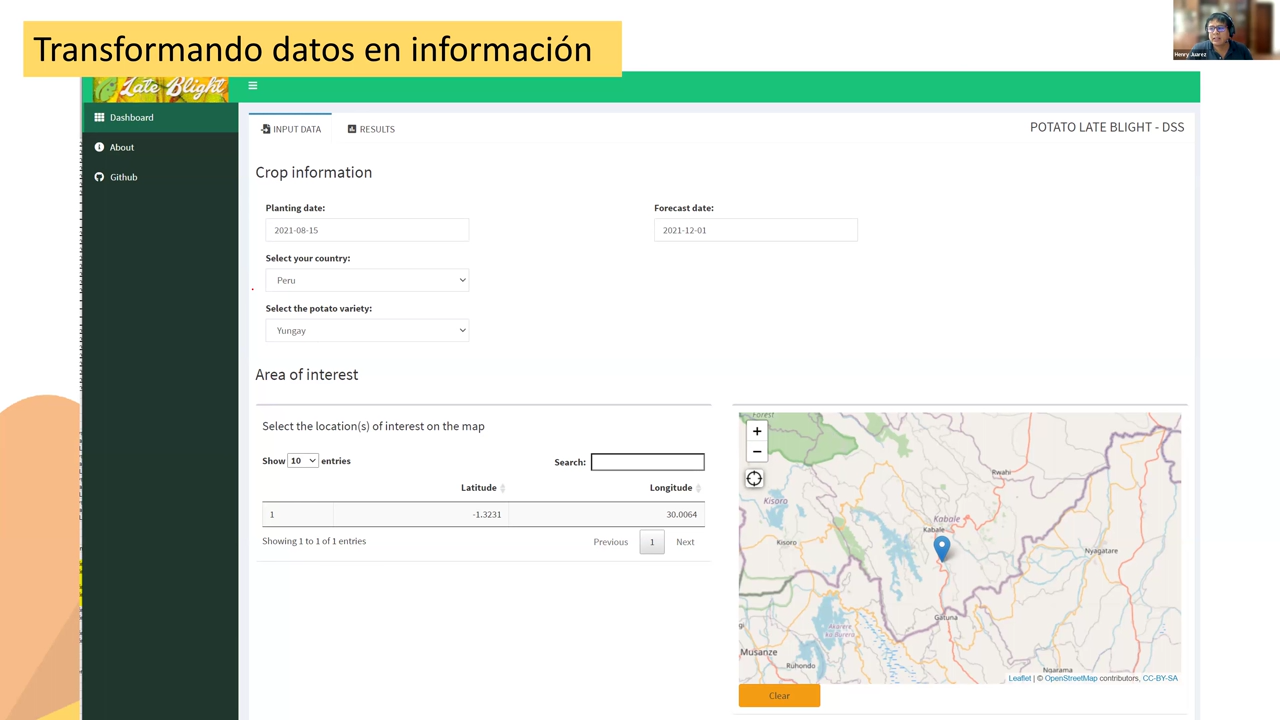 Transformando datos en información
Henry Juarez
Late Blight
Dashboard
About
Github
INPUT DATA
RESULTS
POTATO LATE BLIGHT - DSS
Crop information
Planting date:
Forecast date:
2021-08-15
2021-12-01
Select your country:
Peru
Select the potato variety:
Yungay
Area of interest
Select the location(s) of interest on the map
Show 10 entries
Search:
Latitude
Longitude
1 -1.3231 30.0064
Showing 1 to 1 of 1 entries
Previous 1 Next
Forest
+
−
Rwahi
Kisoro
Kabale
Kabale
Kisoro
Nyagatare
Gatuna
Akarere
ka Burera
Musanze
Ruhondo
Ngarama
Leaflet | © OpenStreetMap contributors, CC-BY-SA
Clear